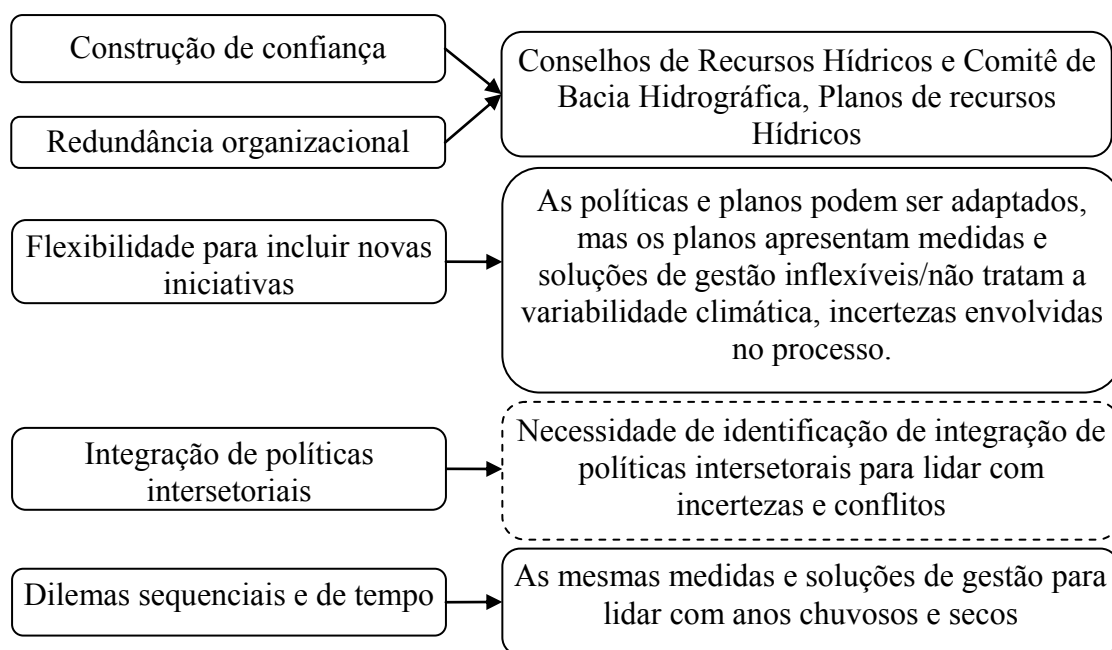 Construção de confiança
Redundância organizacional
Conselhos de Recursos Hídricos e Comitê de
Bacia Hidrográfica, Planos de recursos
Hídricos
Flexibilidade para incluir novas
iniciativas
As políticas e planos podem ser adaptados,
mas os planos apresentam medidas e
soluções de gestão inflexíveis/não tratam a
variabilidade climática, incertezas envolvidas
no processo.
Integração de políticas
intersetoriais
Necessidade de identificação de integração de
políticas intersetorais para lidar com
incertezas e conflitos
Dilemas sequenciais e de tempo
As mesmas medidas e soluções de gestão para
lidar com anos chuvosos e secos